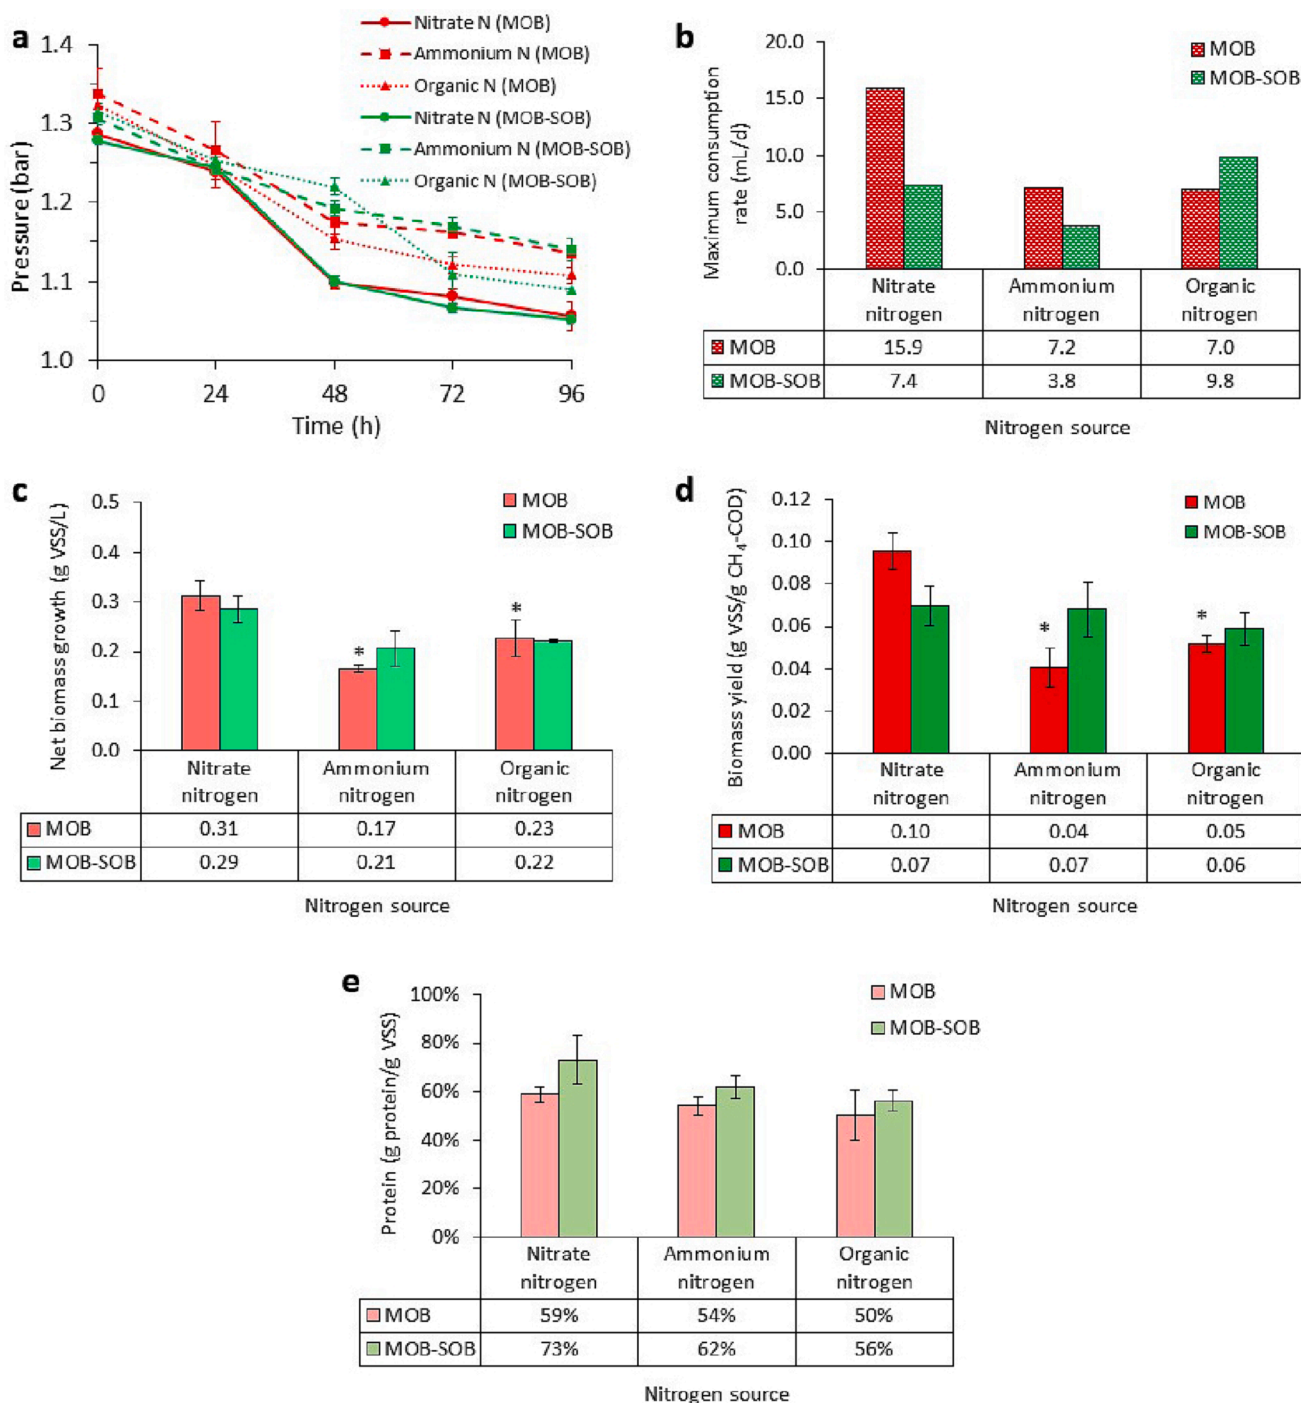 a
Nitrate N (MOB)
Ammonium N (MOB)
Organic N (MOB)
Nitrate N (MOB-SOB)
Ammonium N (MOB-SOB)
Organic N (MOB-SOB)
Pressure (bar)
1.4
1.3
1.2
1.1
1.0
0 24 48 72 96
Time (h)
b
MOB
MOB-SOB
Maximum consumption
rate (mL/d)
20.0
15.0
10.0
5.0
0.0
Nitrate nitrogen Ammonium nitrogen Organic nitrogen
MOB 15.9 7.2 7.0
MOB-SOB 7.4 3.8 9.8
Nitrogen source
c
MOB
MOB-SOB
Net biomass growth (g VSS/L)
0.5
0.4
0.3
0.2
0.1
0.0
* *
Nitrate nitrogen Ammonium nitrogen Organic nitrogen
MOB 0.31 0.17 0.23
MOB-SOB 0.29 0.21 0.22
Nitrogen source
d
MOB
MOB-SOB
Biomass yield (g VSS/g CH₄-COD)
0.12
0.10
0.08
0.06
0.04
0.02
0.00
* *
Nitrate nitrogen Ammonium nitrogen Organic nitrogen
MOB 0.10 0.04 0.05
MOB-SOB 0.07 0.07 0.06
Nitrogen source
e
MOB
MOB-SOB
Protein (g protein/g VSS)
100%
80%
60%
40%
20%
0%
Nitrate nitrogen Ammonium nitrogen Organic nitrogen
MOB 59% 54% 50%
MOB-SOB 73% 62% 56%
Nitrogen source